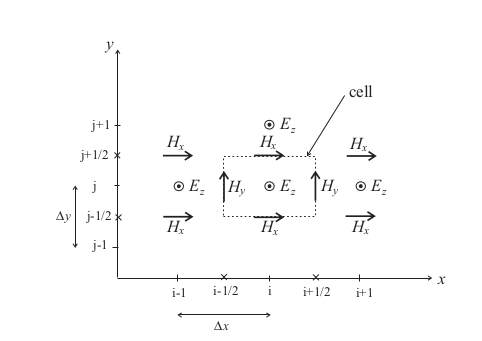 y
cell
j+1
E_z
H_x H_x H_x
j+1/2
j
E_z H_y E_z H_y E_z
Δy
j-1/2
H_x H_x H_x
j-1
x
i-1 i-1/2 i i+1/2 i+1
Δx